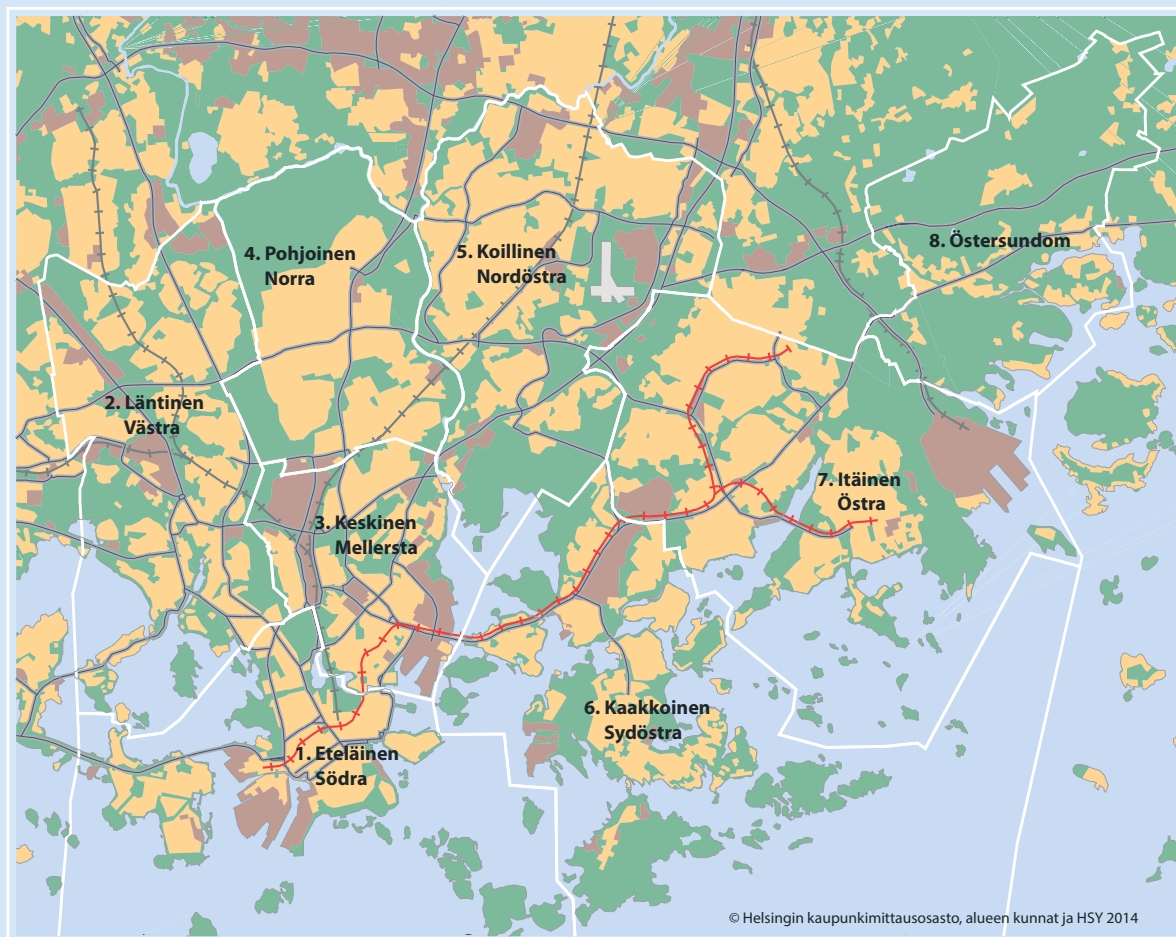 4. Pohjoinen
Norra
5. Koillinen
Nordöstra
8. Östersundom
2. Läntinen
Västra
7. Itäinen
Östra
3. Keskinen
Mellersta
6. Kaakkoinen
Sydöstra
1. Eteläinen
Södra
© Helsingin kaupunkimittausosasto, alueen kunnat ja HSY 2014